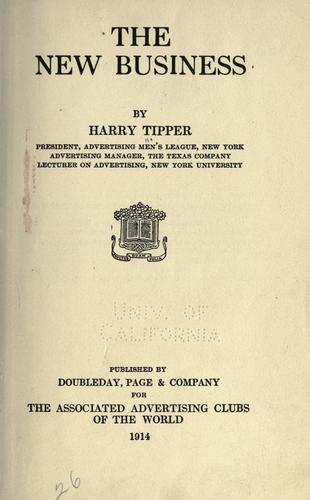 THE
NEW BUSINESS
BY
HARRY TIPPER
PRESIDENT, ADVERTISING MEN'S LEAGUE, NEW YORK
ADVERTISING MANAGER, THE TEXAS COMPANY
LECTURER ON ADVERTISING, NEW YORK UNIVERSITY
UNIV. OF
CALIFORNIA
PUBLISHED BY
DOUBLEDAY, PAGE & COMPANY
FOR
THE ASSOCIATED ADVERTISING CLUBS
OF THE WORLD
1914
26